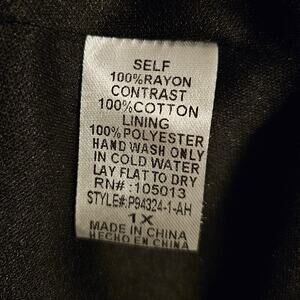 SELF
100%RAYON
CONTRAST
100%COTTON
LINING
100%POLYESTER
HAND WASH ONLY
IN COLD WATER
LAY FLAT TO DRY
RN#:105013
STYLE#:P94324-1-AH
1X
MADE IN CHINA
HECHO EN CHINA